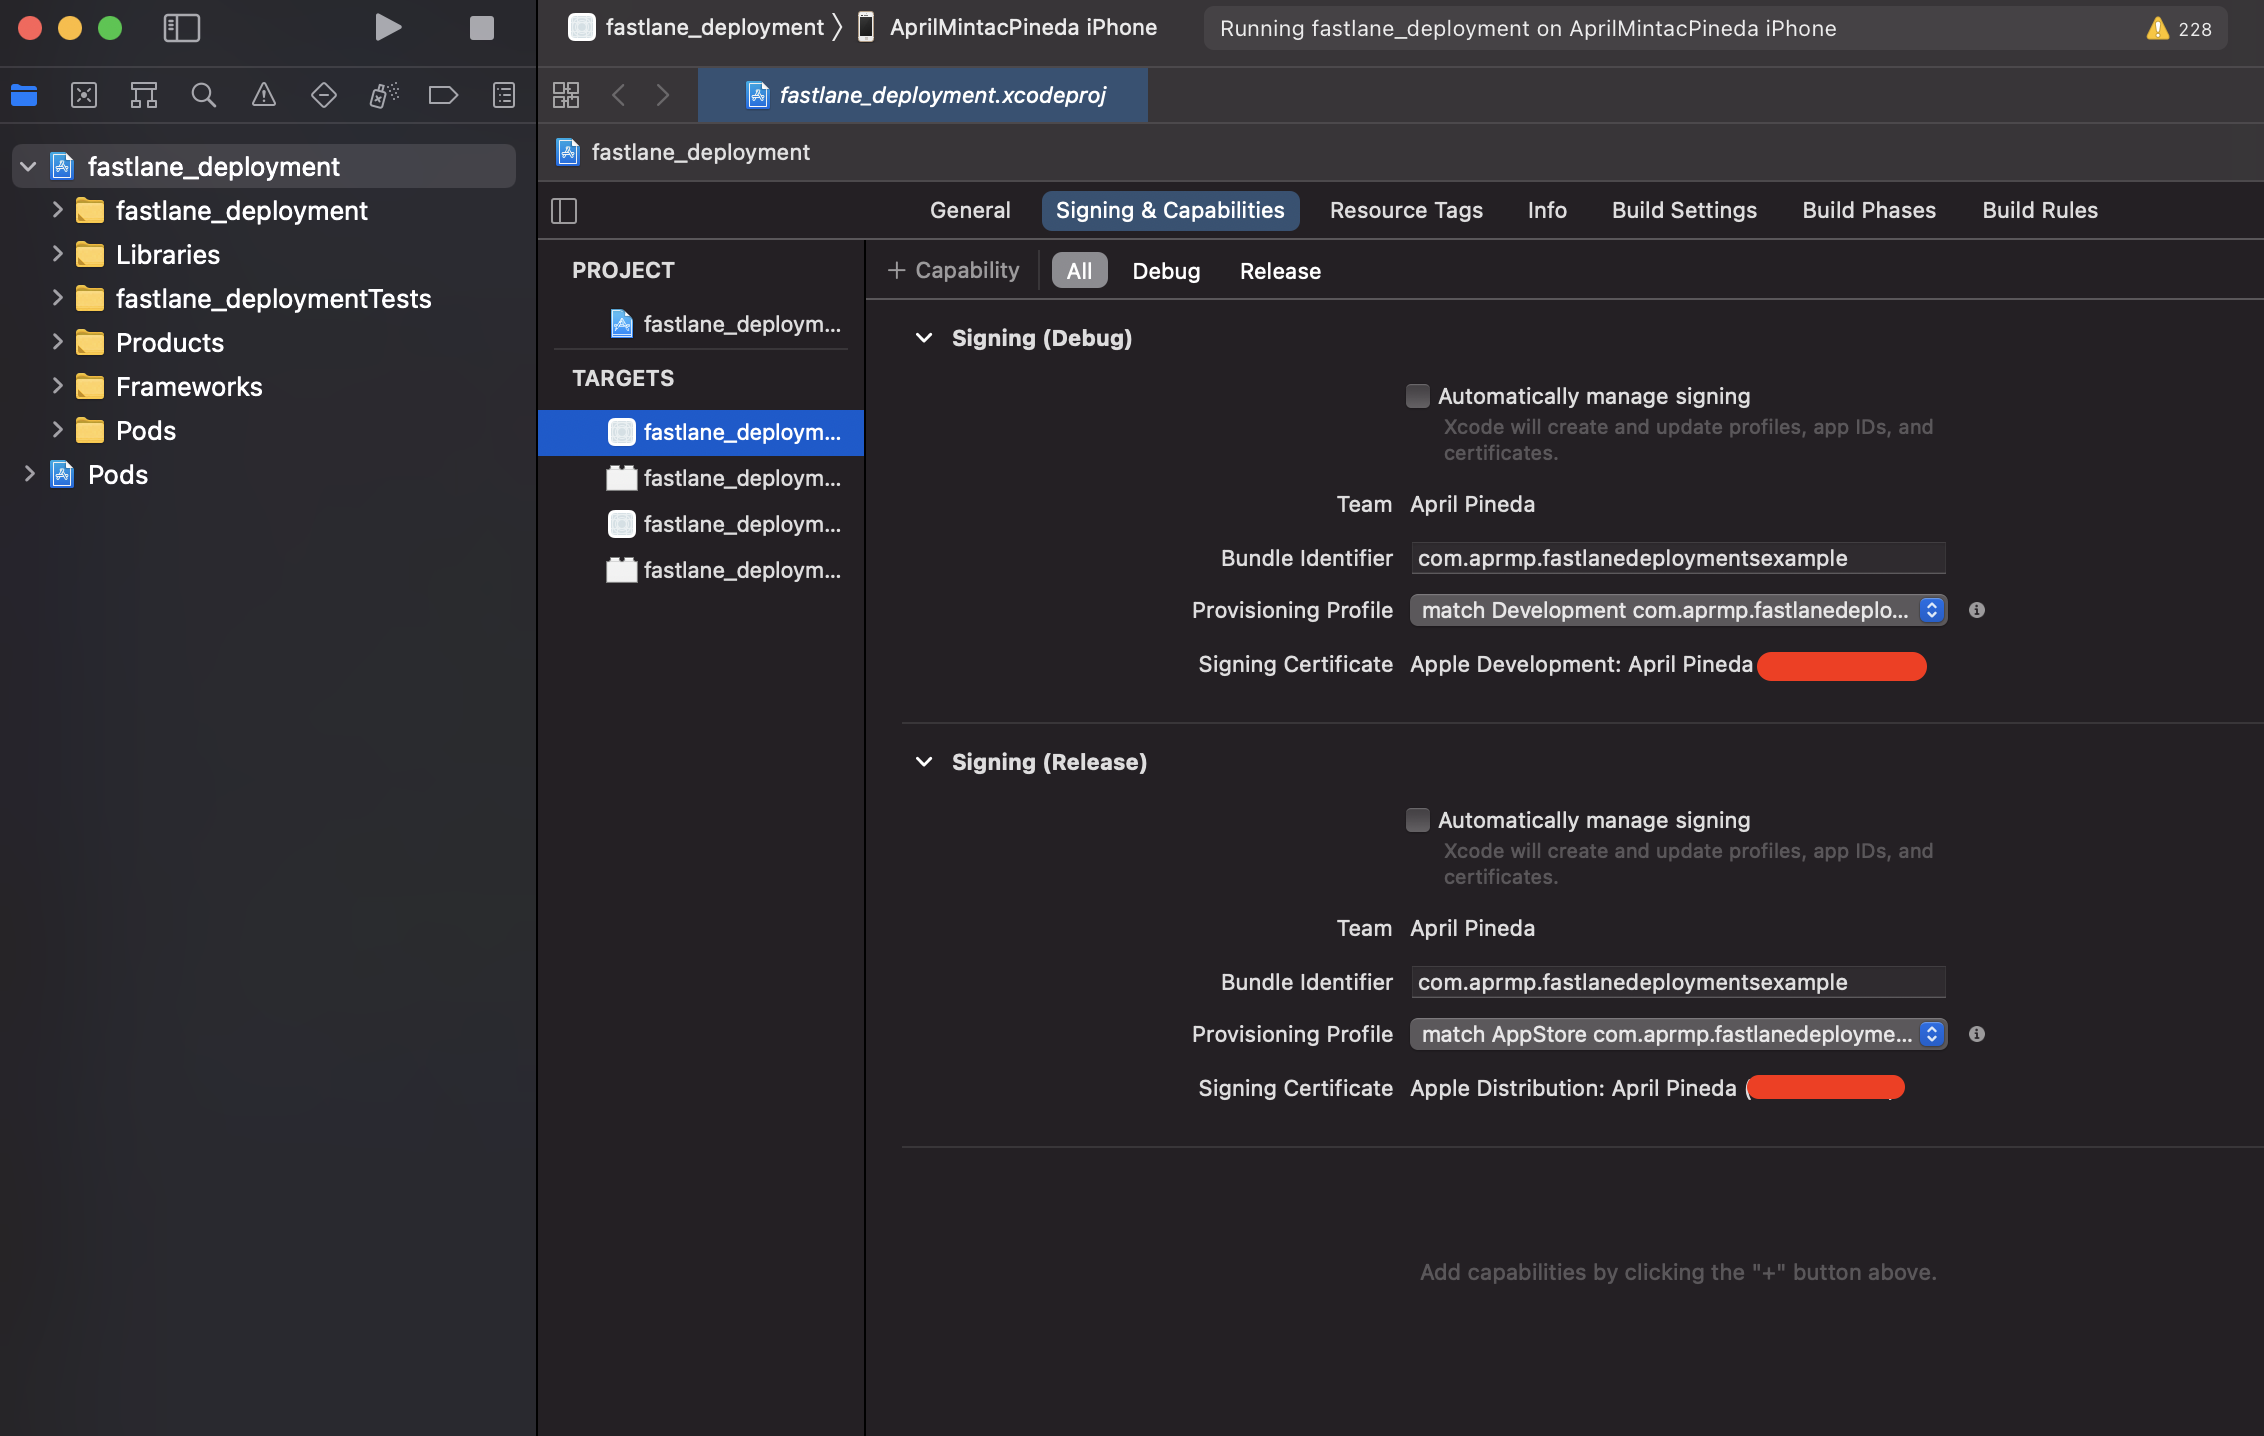 fastlane_deployment
AprilMintacPineda iPhone
Running fastlane_deployment on AprilMintacPineda iPhone
228
fastlane_deployment.xcodeproj
fastlane_deployment
fastlane_deployment
fastlane_deployment
Libraries
fastlane_deploymentTests
Products
Frameworks
Pods
Pods
General
Signing & Capabilities
Resource Tags
Info
Build Settings
Build Phases
Build Rules
PROJECT
fastlane_deploym...
TARGETS
fastlane_deploym...
fastlane_deploym...
fastlane_deploym...
fastlane_deploym...
+ Capability
All
Debug
Release
Signing (Debug)
Automatically manage signing
Xcode will create and update profiles, app IDs, and
certificates.
Team April Pineda
Bundle Identifier com.aprmp.fastlanedeploymentsexample
Provisioning Profile match Development com.aprmp.fastlanedeplo...
Signing Certificate Apple Development: April Pineda
Signing (Release)
Automatically manage signing
Xcode will create and update profiles, app IDs, and
certificates.
Team April Pineda
Bundle Identifier com.aprmp.fastlanedeploymentsexample
Provisioning Profile match AppStore com.aprmp.fastlanedeployme...
Signing Certificate Apple Distribution: April Pineda (
Add capabilities by clicking the "+" button above.